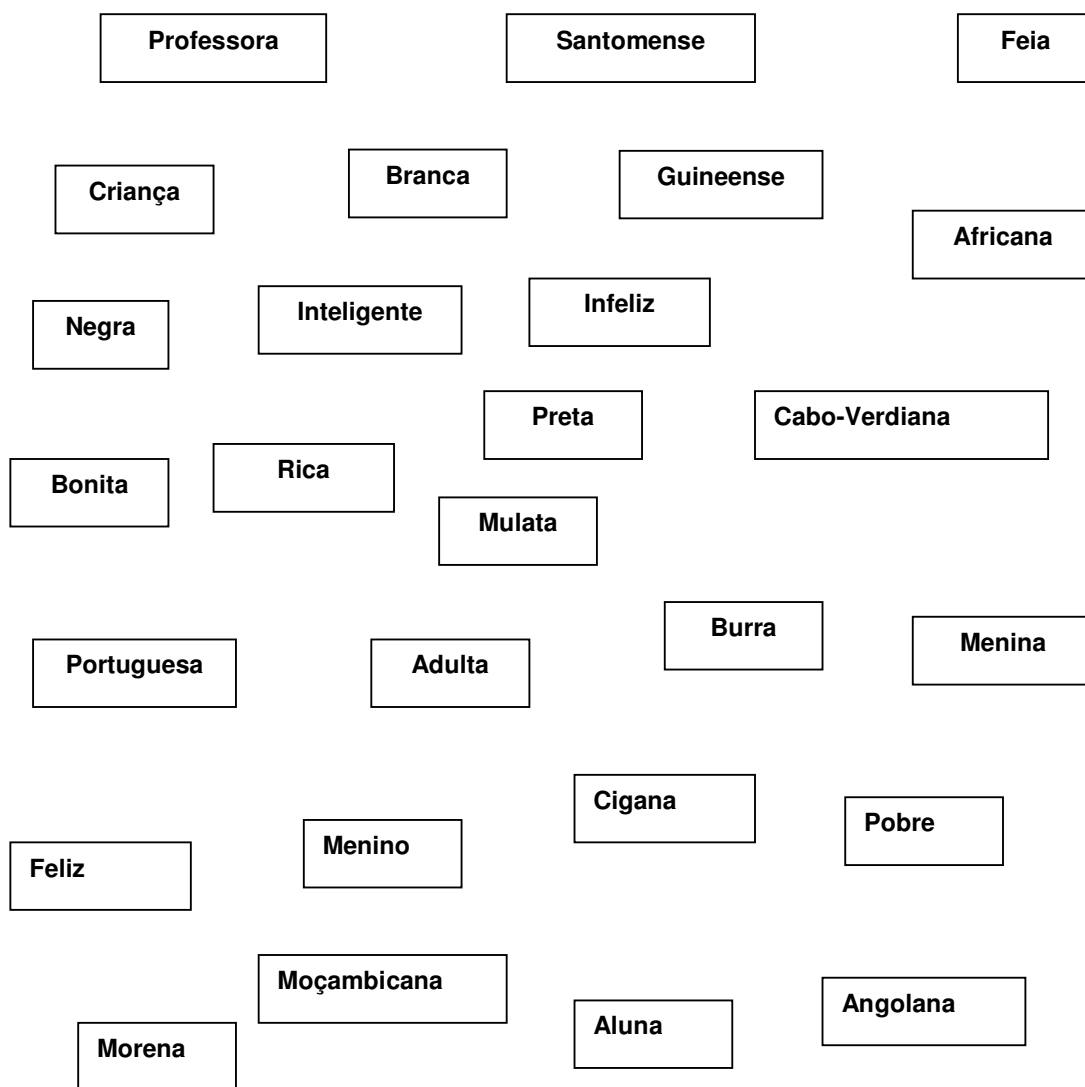 Professora
Santomense
Feia
Criança
Branca
Guineense
Africana
Negra
Inteligente
Infeliz
Preta
Cabo-Verdiana
Bonita
Rica
Mulata
Portuguesa
Adulta
Burra
Menina
Cigana
Pobre
Feliz
Menino
Moçambicana
Aluna
Angolana
Morena